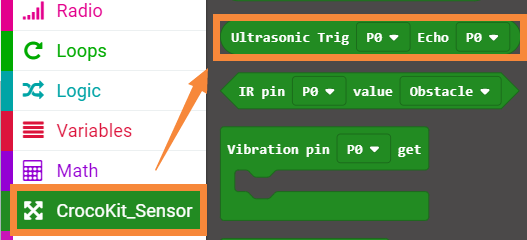 Radio
Loops
Logic
Variables
Math
CrocoKit_Sensor
Ultrasonic Trig P0 Echo P0
IR pin P0 value Obstacle
Vibration pin P0 get